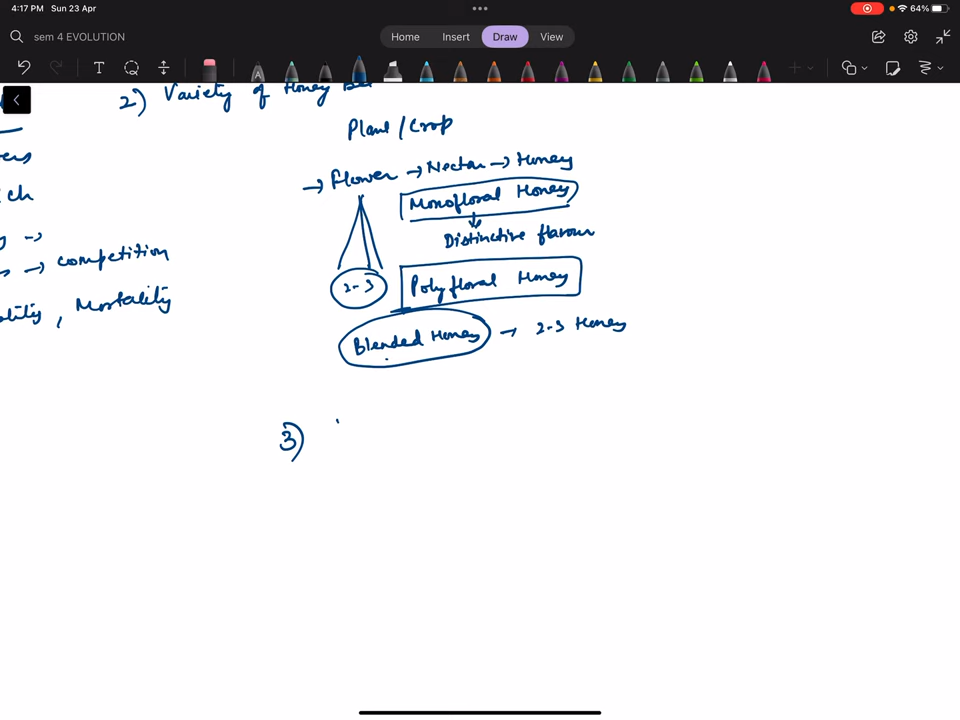 4:17 PM Sun 23 Apr
64%
sem 4 EVOLUTION
Home Insert Draw View
2) Variety of Honey Bee
Plant / Crop
→ Flower → Nectar → Honey
Monofloral Honey
Distinctive flavour
2-3
Polyfloral Honey
Blended Honey → 2-3 Honey
→ competition
, Mortality
3)